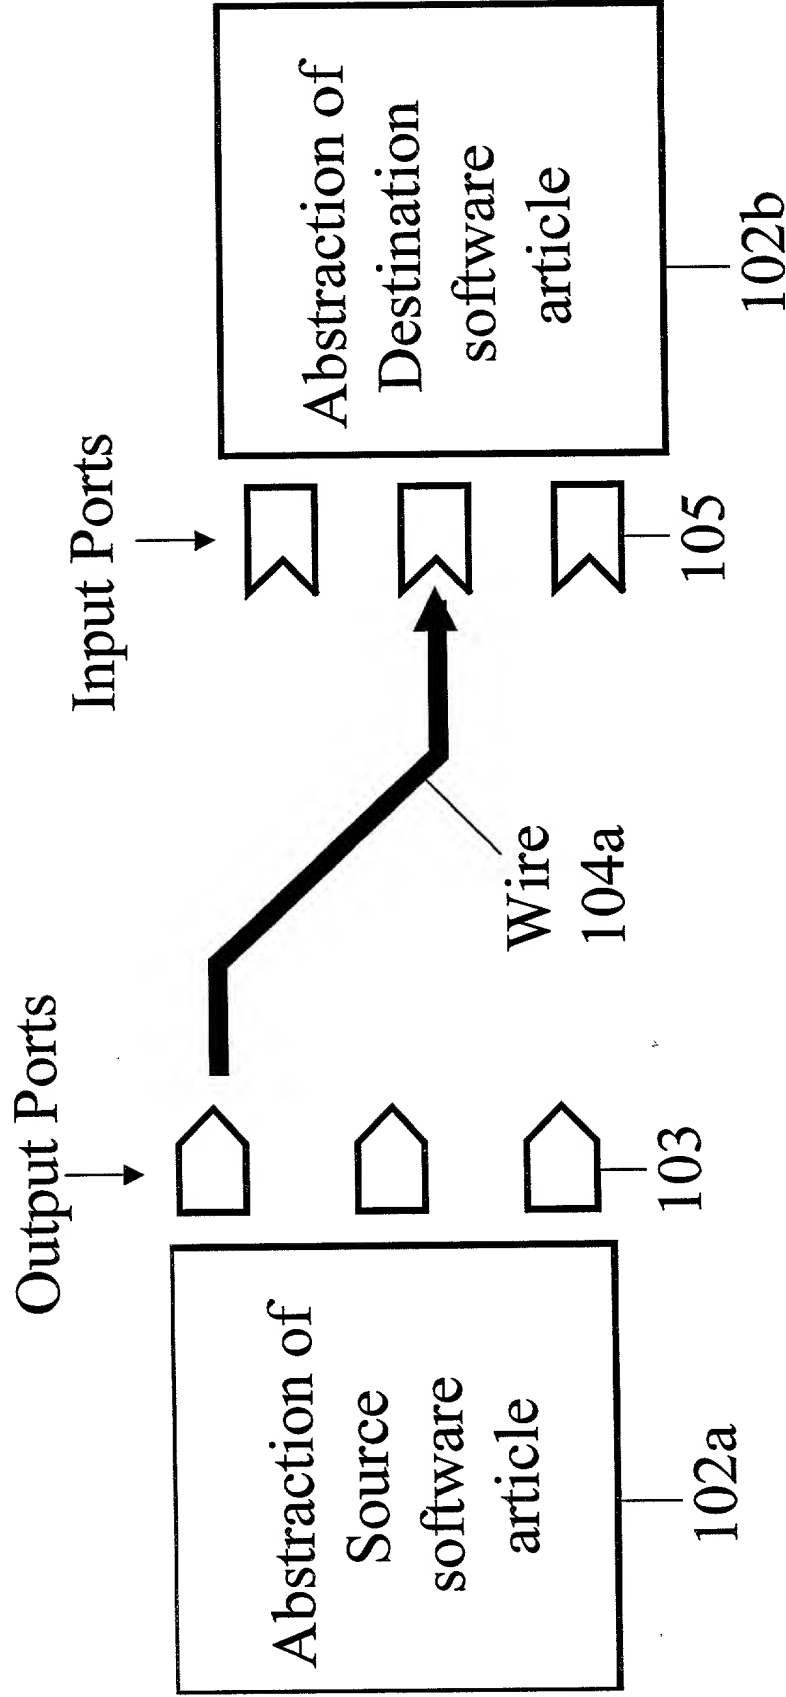 Output Ports
Input Ports
Abstraction of
Source
software
article
Abstraction of
Destination
software
article
Wire
104a
103
105
102a
102b